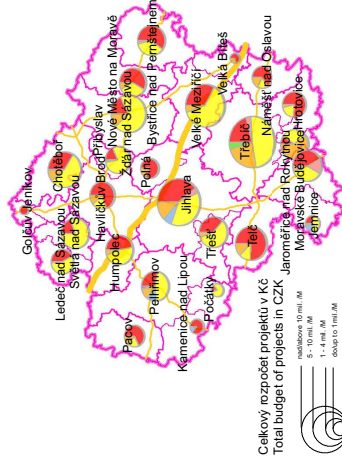 Golčův Jeníkov
Ledeč nad Sázavou
Světlá nad Sázavou
Chotěboř
Havlíčkův Brod
Přibyslav
Žďár nad Sázavou
Nové Město na Moravě
Bystřice nad Pernštejnem
Pacov
Humpolec
Polná
Pelhřimov
Kamenice nad Lipou
Počátky
Jihlava
Velké Meziříčí
Velká Bíteš
Třešť
Telč
Třebíč
Náměšť nad Oslavou
Jaroměřice nad Rokytnou
Hrotovice
Moravské Budějovice
Jemnice
Celkový rozpočet projektů v Kč
Total budget of projects in CZK
nad/above 10 mil. /M
5 - 10 mil. /M
1 - 4 mil. /M
do/up to 1 mil. /M